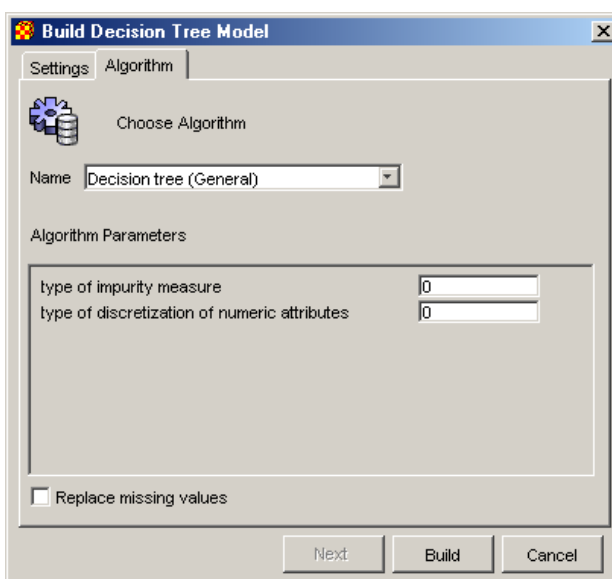 Build Decision Tree Model
Settings Algorithm
Choose Algorithm
Name Decision tree (General)
Algorithm Parameters
type of impurity measure 0
type of discretization of numeric attributes 0
Replace missing values
Next Build Cancel